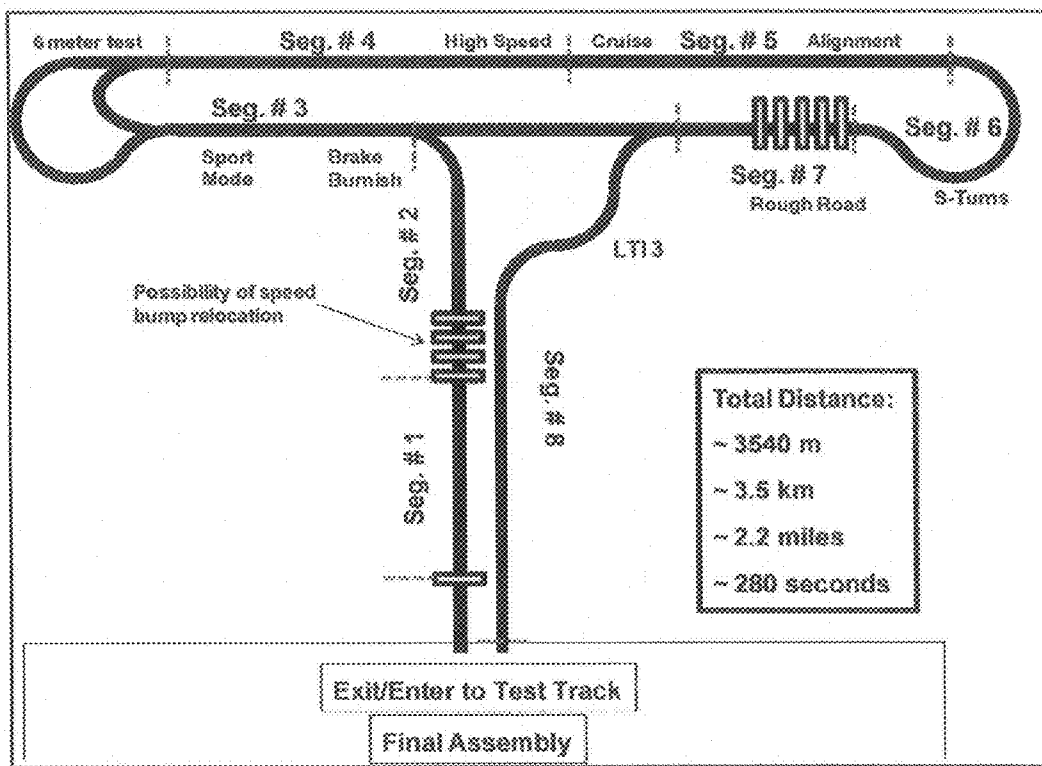 6 meter test
Seg. # 4
High Speed
Cruise
Seg. # 5
Alignment
Seg. # 3
Sport
Mode
Brake
Burnish
Seg. # 6
Seg. # 7
Rough Road
S-Turns
Seg. # 2
LTI 3
Possibility of speed
bump relocation
Seg. # 8
Seg. # 1
Total Distance:
~ 3540 m
~ 3.5 km
~ 2.2 miles
~ 280 seconds
Exit/Enter to Test Track
Final Assembly